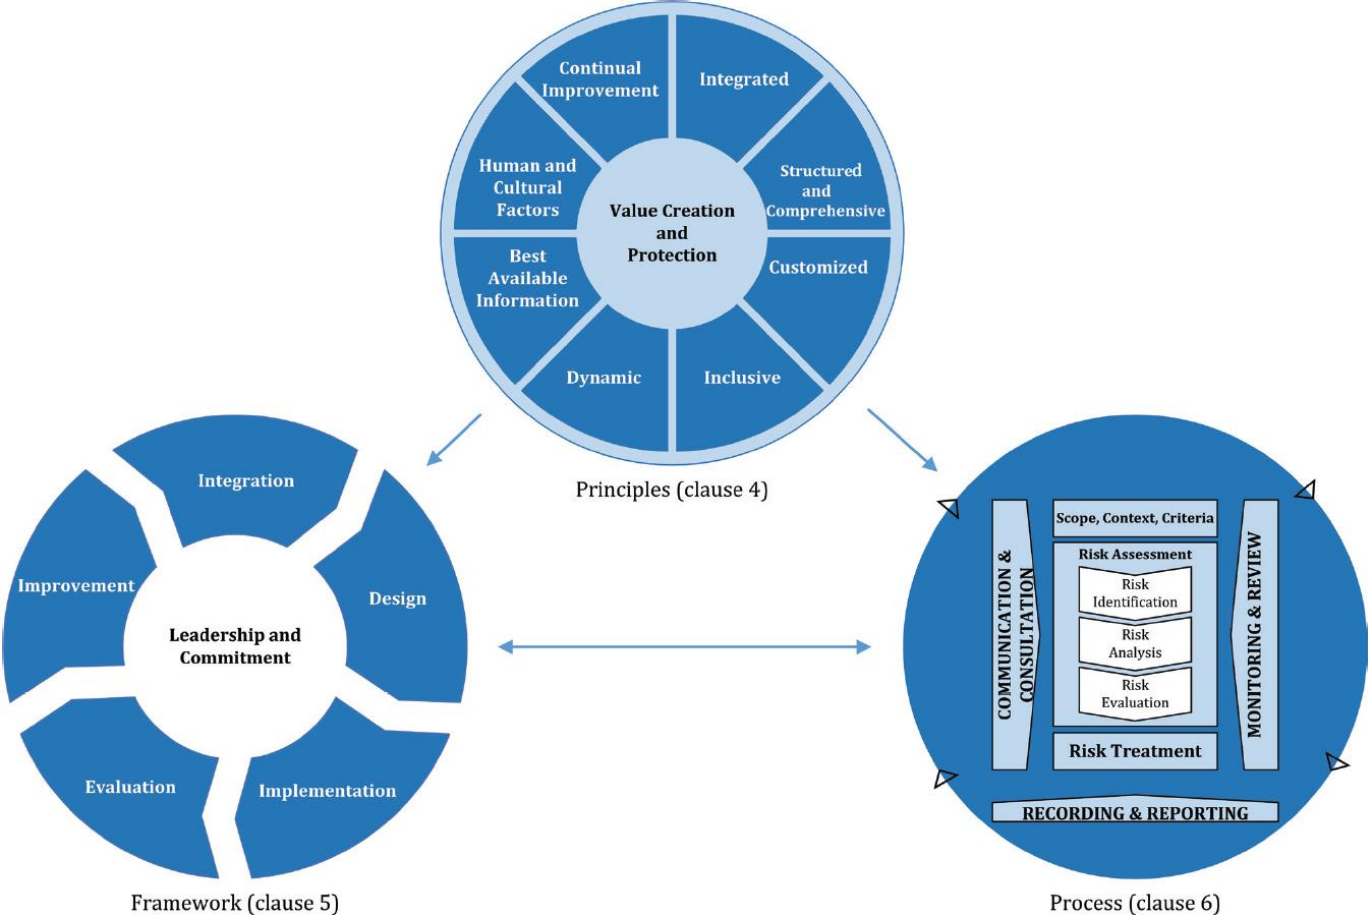 Continual
Improvement
Integrated
Human and
Cultural
Factors
Structured
and
Comprehensive
Value Creation
and
Protection
Best
Available
Information
Customized
Dynamic
Inclusive
Principles (clause 4)
Integration
Improvement
Design
Leadership and
Commitment
Evaluation
Implementation
Framework (clause 5)
Scope, Context, Criteria
Risk Assessment
Risk
Identification
Risk
Analysis
Risk
Evaluation
Risk Treatment
COMMUNICATION &
CONSULTATION
MONITORING & REVIEW
RECORDING & REPORTING
Process (clause 6)